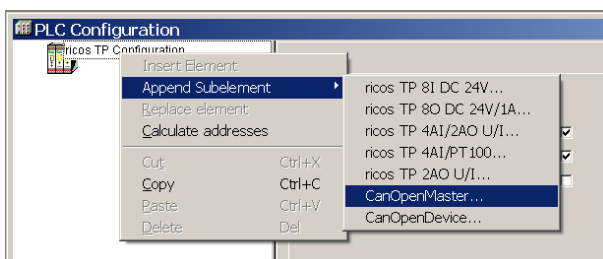 PLC Configuration
ricos TP Configuration
Insert Element
Append Subelement
Replace element
Calculate addresses
Cut Ctrl+X
Copy Ctrl+C
Paste Ctrl+V
Delete Del
ricos TP 8I DC 24V...
ricos TP 8O DC 24V/1A...
ricos TP 4AI/2AO U/I...
ricos TP 4AI/PT100...
ricos TP 2AO U/I...
CanOpenMaster...
CanOpenDevice...